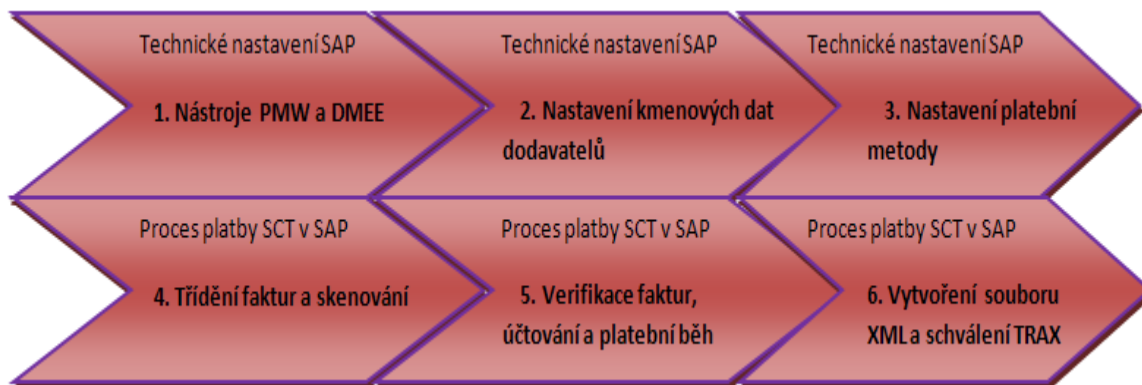 Technické nastavení SAP
1. Nástroje PMW a DMEE
Technické nastavení SAP
2. Nastavení kmenových dat
dodavatelů
Technické nastavení SAP
3. Nastavení platební
metody
Proces platby SCT v SAP
4. Třídění faktur a skenování
Proces platby SCT v SAP
5. Verifikace faktur,
účtování a platební běh
Proces platby SCT v SAP
6. Vytvoření souboru
XML a schválení TRAX